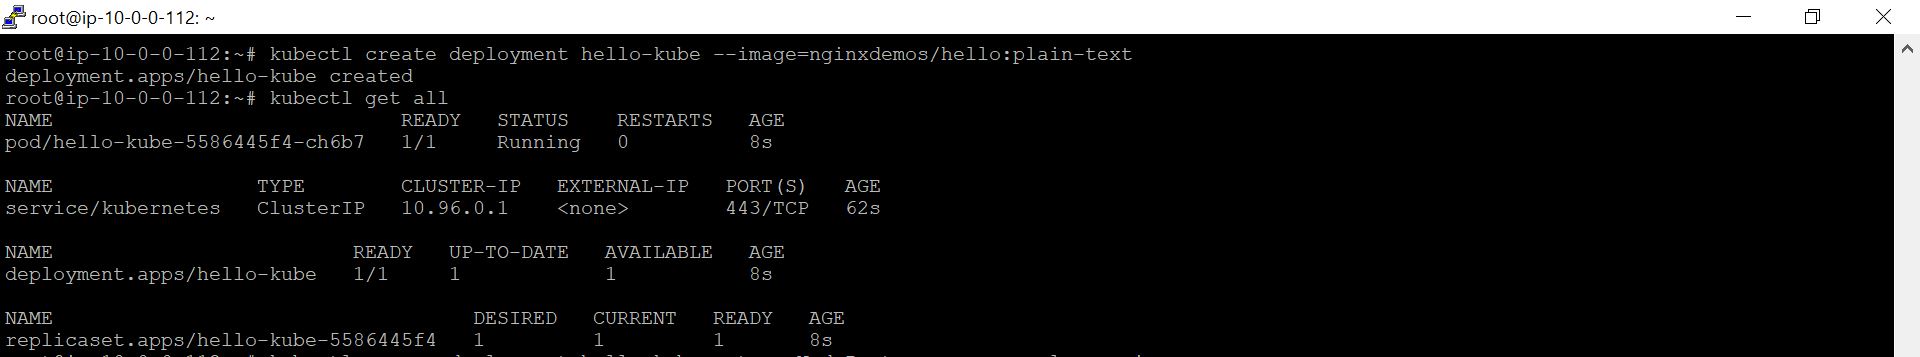 root@ip-10-0-0-112: ~
root@ip-10-0-0-112:~# kubectl create deployment hello-kube --image=nginxdemos/hello:plain-text
deployment.apps/hello-kube created
root@ip-10-0-0-112:~# kubectl get all
NAME READY STATUS RESTARTS AGE
pod/hello-kube-5586445f4-ch6b7 1/1 Running 0 8s
NAME TYPE CLUSTER-IP EXTERNAL-IP PORT(S) AGE
service/kubernetes ClusterIP 10.96.0.1 <none> 443/TCP 62s
NAME READY UP-TO-DATE AVAILABLE AGE
deployment.apps/hello-kube 1/1 1 1 8s
NAME DESIRED CURRENT READY AGE
replicaset.apps/hello-kube-5586445f4 1 1 1 8s